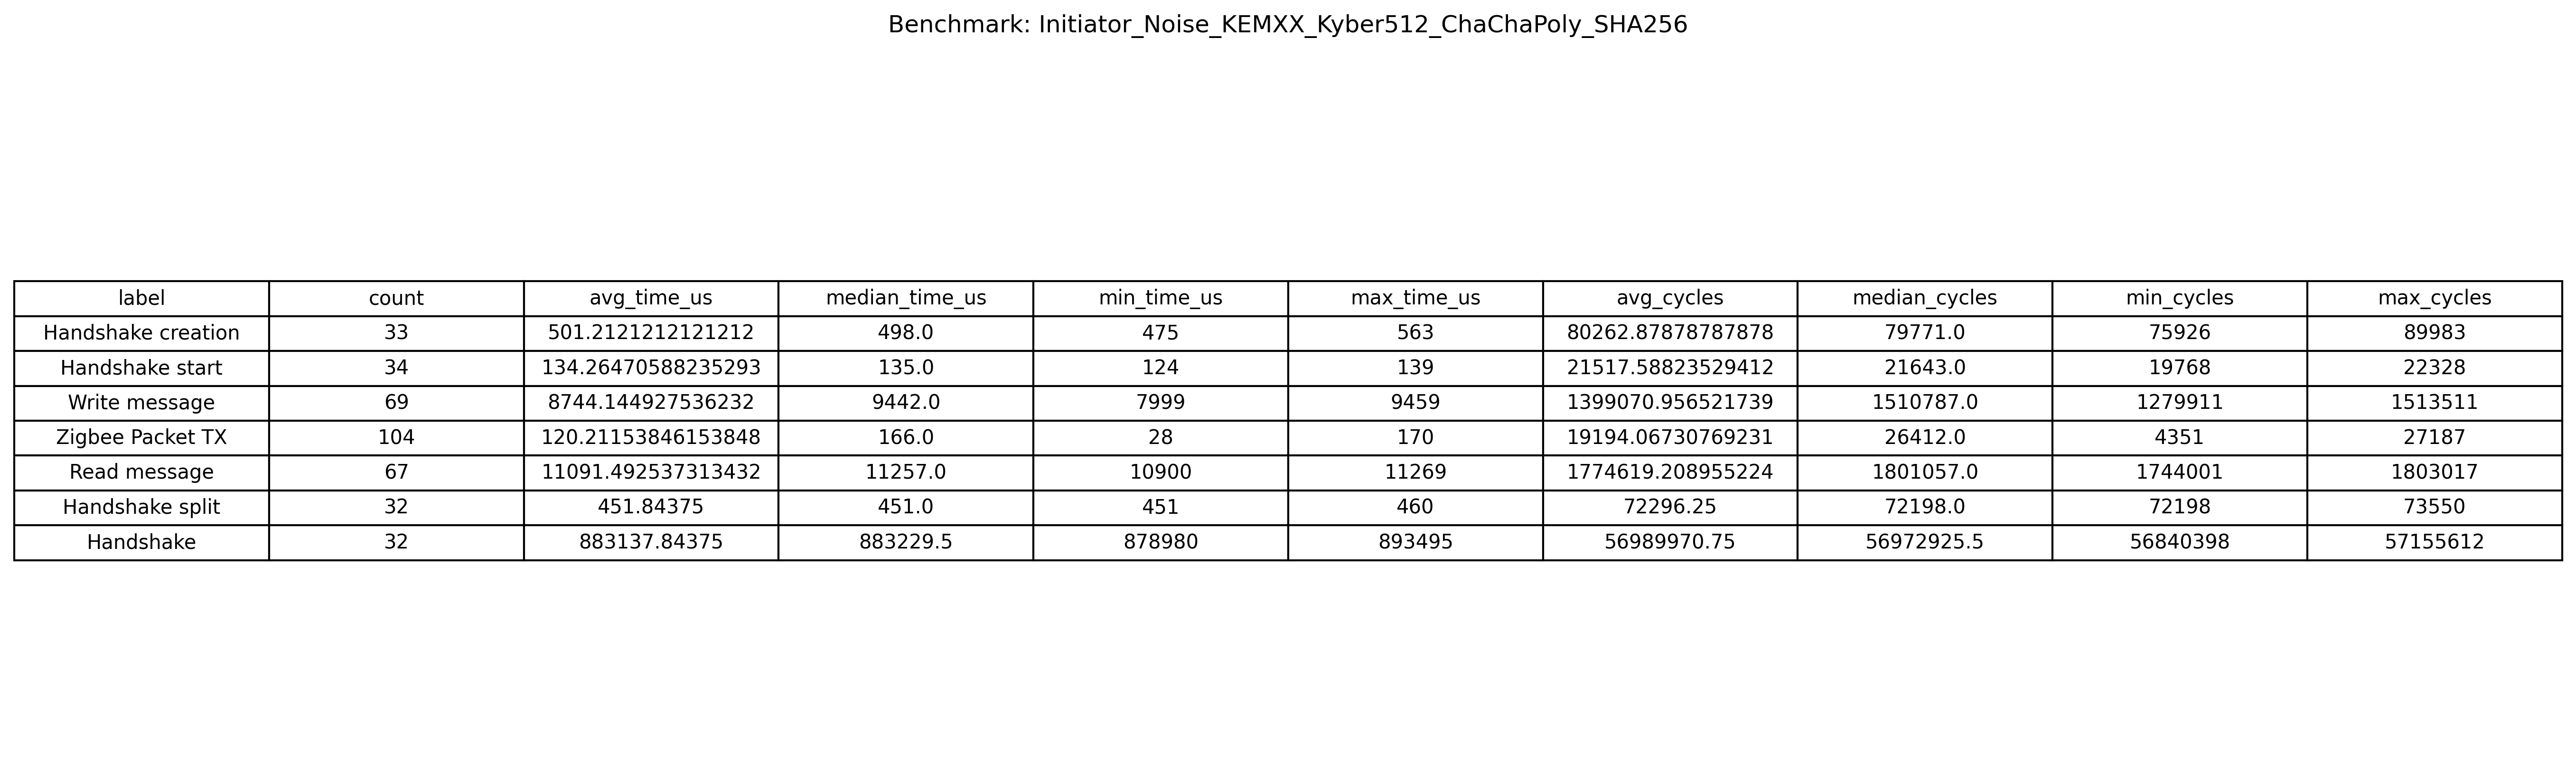 Benchmark: Initiator_Noise_KEMXX_Kyber512_ChaChaPoly_SHA256
label count avg_time_us median_time_us min_time_us max_time_us avg_cycles median_cycles min_cycles max_cycles
Handshake creation 33 501.2121212121212 498.0 475 563 80262.87878787878 79771.0 75926 89983
Handshake start 34 134.26470588235293 135.0 124 139 21517.58823529412 21643.0 19768 22328
Write message 69 8744.144927536232 9442.0 7999 9459 1399070.956521739 1510787.0 1279911 1513511
Zigbee Packet TX 104 120.21153846153848 166.0 28 170 19194.06730769231 26412.0 4351 27187
Read message 67 11091.492537313432 11257.0 10900 11269 1774619.208955224 1801057.0 1744001 1803017
Handshake split 32 451.84375 451.0 451 460 72296.25 72198.0 72198 73550
Handshake 32 883137.84375 883229.5 878980 893495 56989970.75 56972925.5 56840398 57155612